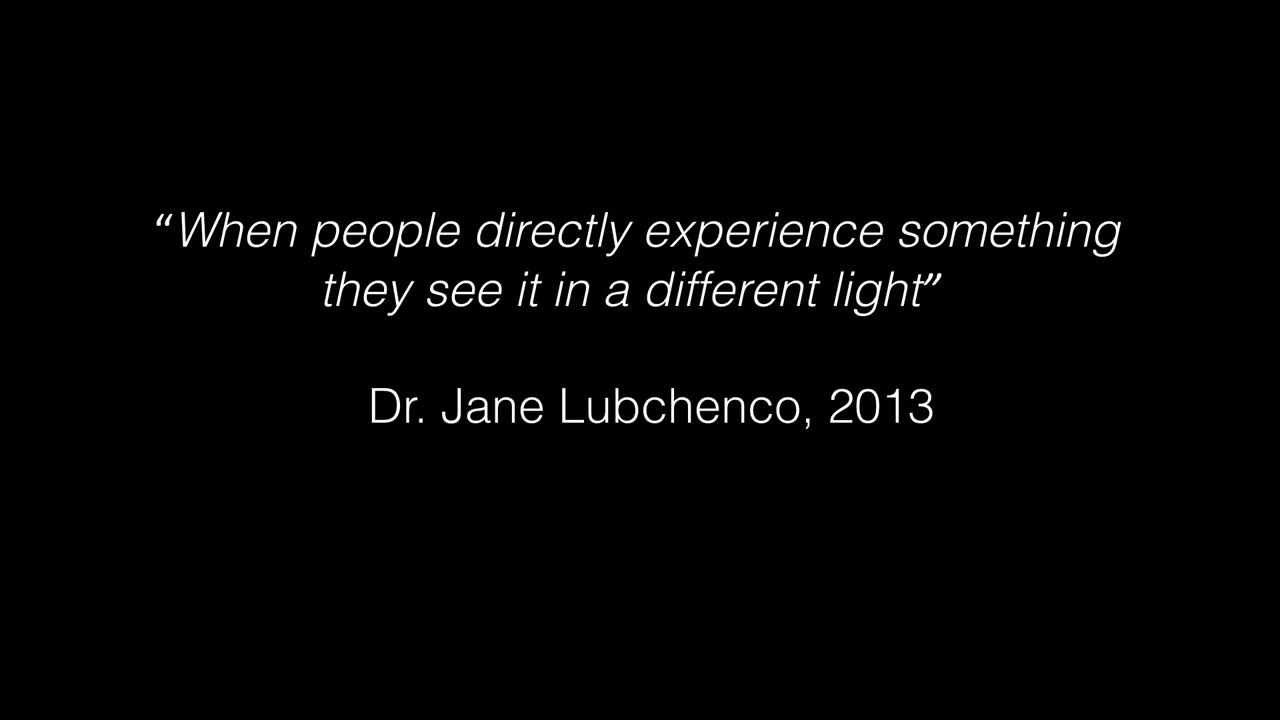 “When people directly experience something
they see it in a different light”
Dr. Jane Lubchenco, 2013